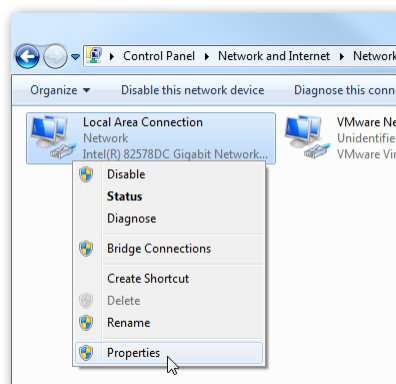 Control Panel Network and Internet Network
Organize Disable this network device Diagnose this conn
Local Area Connection
Network
Intel(R) 82578DC Gigabit Network...
VMware Ne
Unidentifie
VMware Vir
Disable
Status
Diagnose
Bridge Connections
Create Shortcut
Delete
Rename
Properties